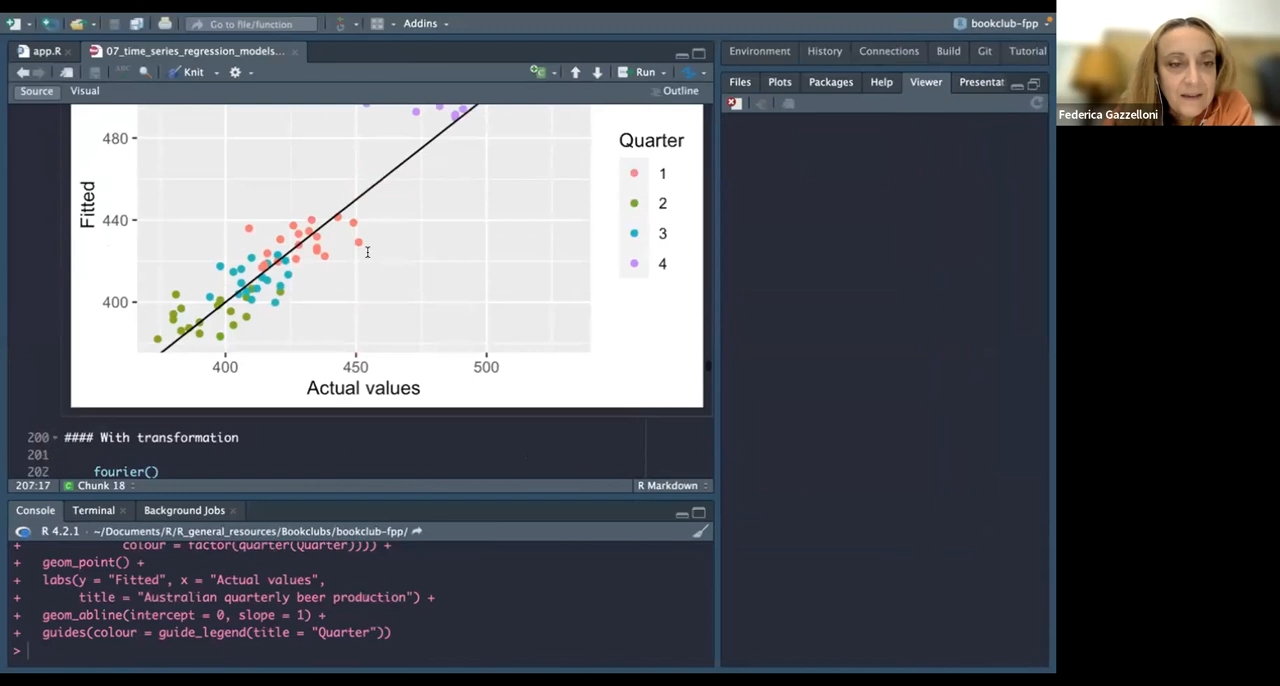 Go to file/function
Addins
bookclub-fpp
app.R
07_time_series_regression_models...
Environment
History
Connections
Build
Git
Tutorial
Knit
Run
Files
Plots
Packages
Help
Viewer
Presentat
Source
Visual
Outline
Federica Gazzelloni
480
440
400
Fitted
400
450
500
Actual values
Quarter
1
2
3
4
200
#### With transformation
201
202
fourier()
207:17
Chunk 18
R Markdown
Console
Terminal
Background Jobs
R 4.2.1 · ~/Documents/R/R_general_resources/Bookclubs/bookclub-fpp/
+ colour = factor(quarter(Quarter)))) +
+ geom_point() +
+ labs(y = "Fitted", x = "Actual values",
+ title = "Australian quarterly beer production") +
+ geom_abline(intercept = 0, slope = 1) +
+ guides(colour = guide_legend(title = "Quarter"))
>